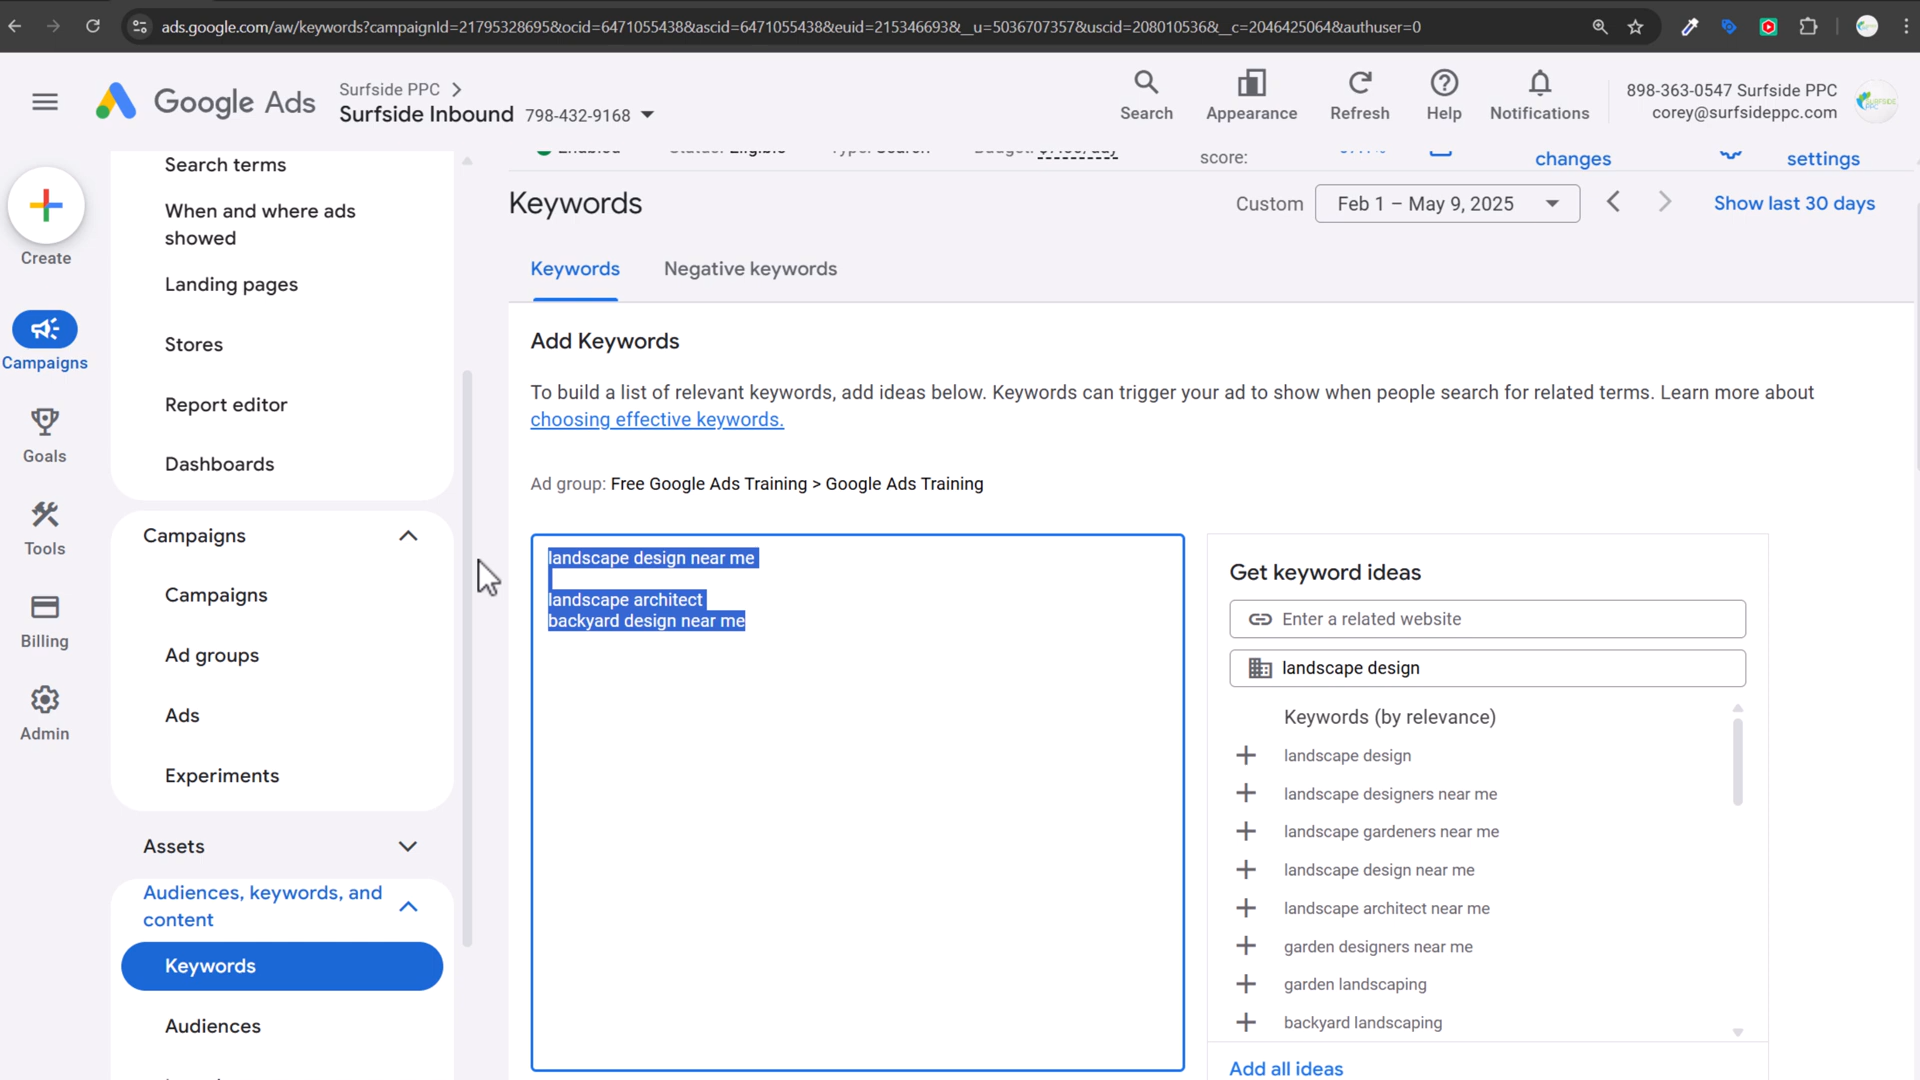 ads.google.com/aw/keywords?campaignId=21795328695&ocid=6471055438&ascid=6471055438&euid=215346693&__u=5036707357&uscid=208010536&__c=2046425064&authuser=0
Google Ads
Surfside PPC
Surfside Inbound 798-432-9168
Search
Appearance
Refresh
Help
Notifications
898-363-0547 Surfside PPC
corey@surfsideppc.com
Create
Campaigns
Goals
Tools
Billing
Admin
Search terms
When and where ads
showed
Landing pages
Stores
Report editor
Dashboards
Campaigns
Campaigns
Ad groups
Ads
Experiments
Assets
Audiences, keywords, and
content
Keywords
Audiences
score:
changes
settings
Keywords
Custom
Feb 1 – May 9, 2025
Show last 30 days
Keywords
Negative keywords
Add Keywords
To build a list of relevant keywords, add ideas below. Keywords can trigger your ad to show when people search for related terms. Learn more about
choosing effective keywords.
Ad group: Free Google Ads Training > Google Ads Training
landscape design near me
landscape architect
backyard design near me
Get keyword ideas
Enter a related website
landscape design
Keywords (by relevance)
landscape design
landscape designers near me
landscape gardeners near me
landscape design near me
landscape architect near me
garden designers near me
garden landscaping
backyard landscaping
Add all ideas